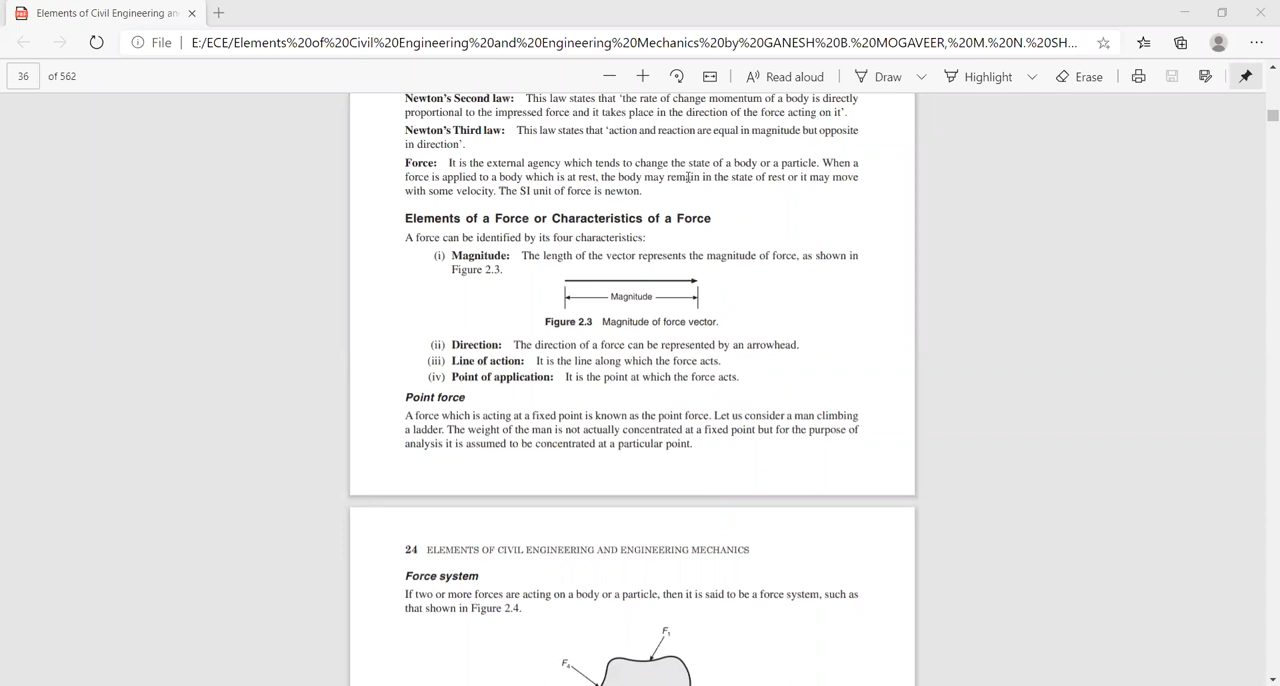 Elements of Civil Engineering an
File
E:/ECE/Elements%20of%20Civil%20Engineering%20and%20Engineering%20Mechanics%20by%20GANESH%20B.%20MOGAVEER,%20M.%20N.%20SH...
36 of 562
Read aloud
Draw
Highlight
Erase
Newton's Second law: This law states that 'the rate of change momentum of a body is directly
proportional to the impressed force and it takes place in the direction of the force acting on it'.
Newton's Third law: This law states that 'action and reaction are equal in magnitude but opposite
in direction'.
Force: It is the external agency which tends to change the state of a body or a particle. When a
force is applied to a body which is at rest, the body may remain in the state of rest or it may move
with some velocity. The SI unit of force is newton.
Elements of a Force or Characteristics of a Force
A force can be identified by its four characteristics:
(i) Magnitude: The length of the vector represents the magnitude of force, as shown in
Figure 2.3.
Magnitude
Figure 2.3 Magnitude of force vector.
(ii) Direction: The direction of a force can be represented by an arrowhead.
(iii) Line of action: It is the line along which the force acts.
(iv) Point of application: It is the point at which the force acts.
Point force
A force which is acting at a fixed point is known as the point force. Let us consider a man climbing
a ladder. The weight of the man is not actually concentrated at a fixed point but for the purpose of
analysis it is assumed to be concentrated at a particular point.
24 ELEMENTS OF CIVIL ENGINEERING AND ENGINEERING MECHANICS
Force system
If two or more forces are acting on a body or a particle, then it is said to be a force system, such as
that shown in Figure 2.4.
F1
F4